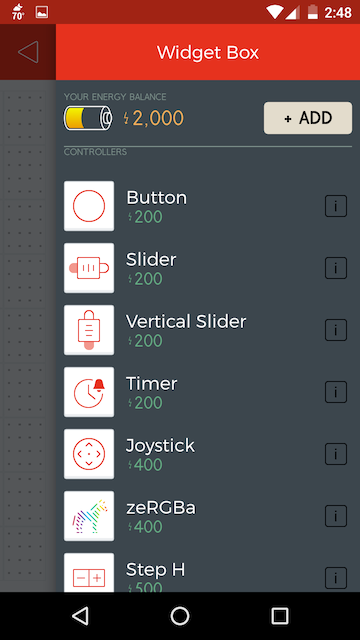 70°
2:48
Widget Box
YOUR ENERGY BALANCE
2,000
+ ADD
CONTROLLERS
Button
200
i
Slider
200
i
Vertical Slider
200
i
Timer
200
i
Joystick
400
i
zeRGBa
400
i
Step H
500
i